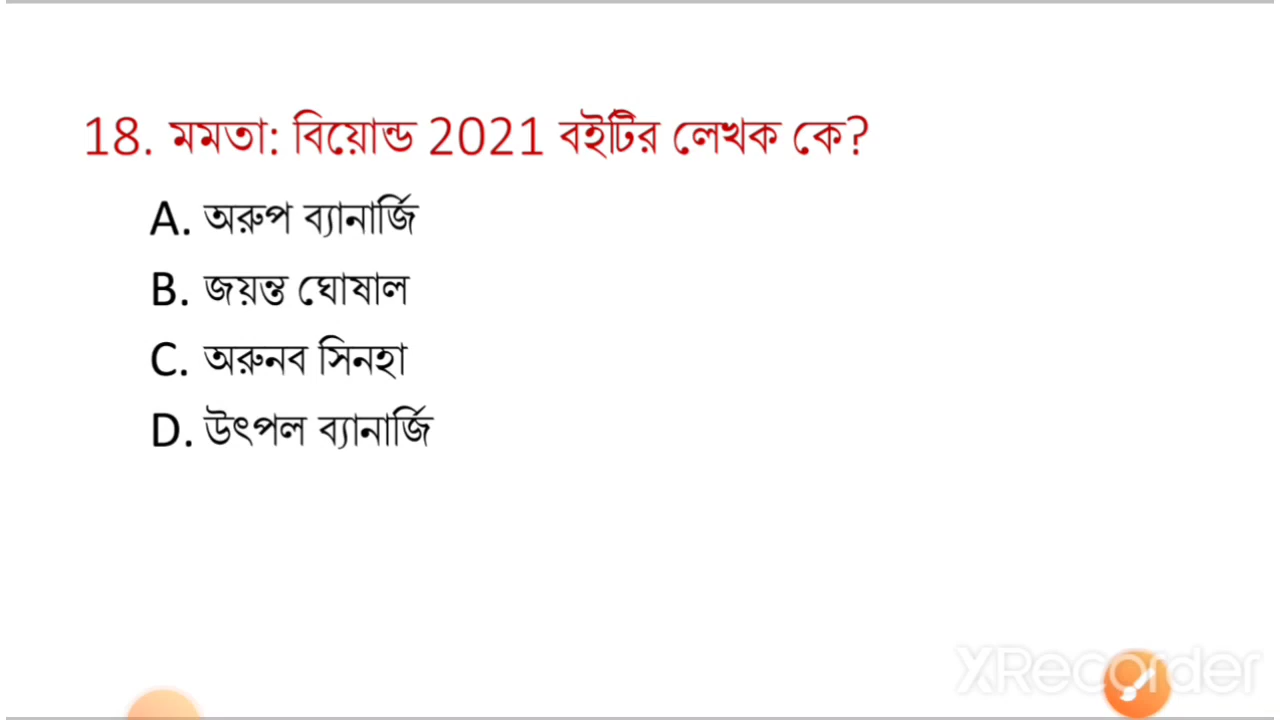 18. মমতা: বিয়োন্ড 2021 বইটির লেখক কে?
A. অরুপ ব্যানার্জি
B. জয়ন্ত ঘোষাল
C. অরুনব সিনহা
D. উৎপল ব্যানার্জি
XRecorder